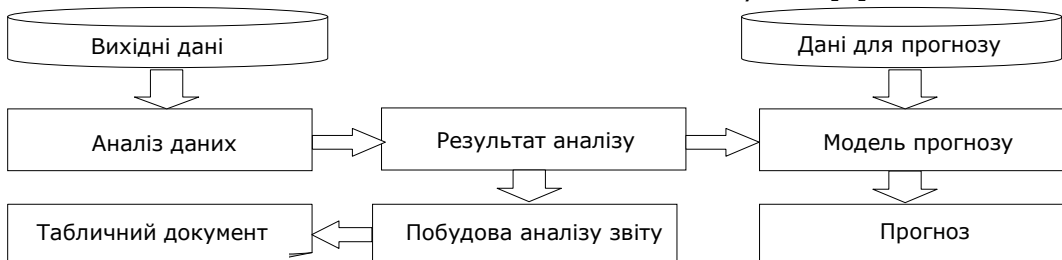 Вихідні дані
Дані для прогнозу
Аналіз даних
Результат аналізу
Модель прогнозу
Табличний документ
Побудова аналізу звіту
Прогноз